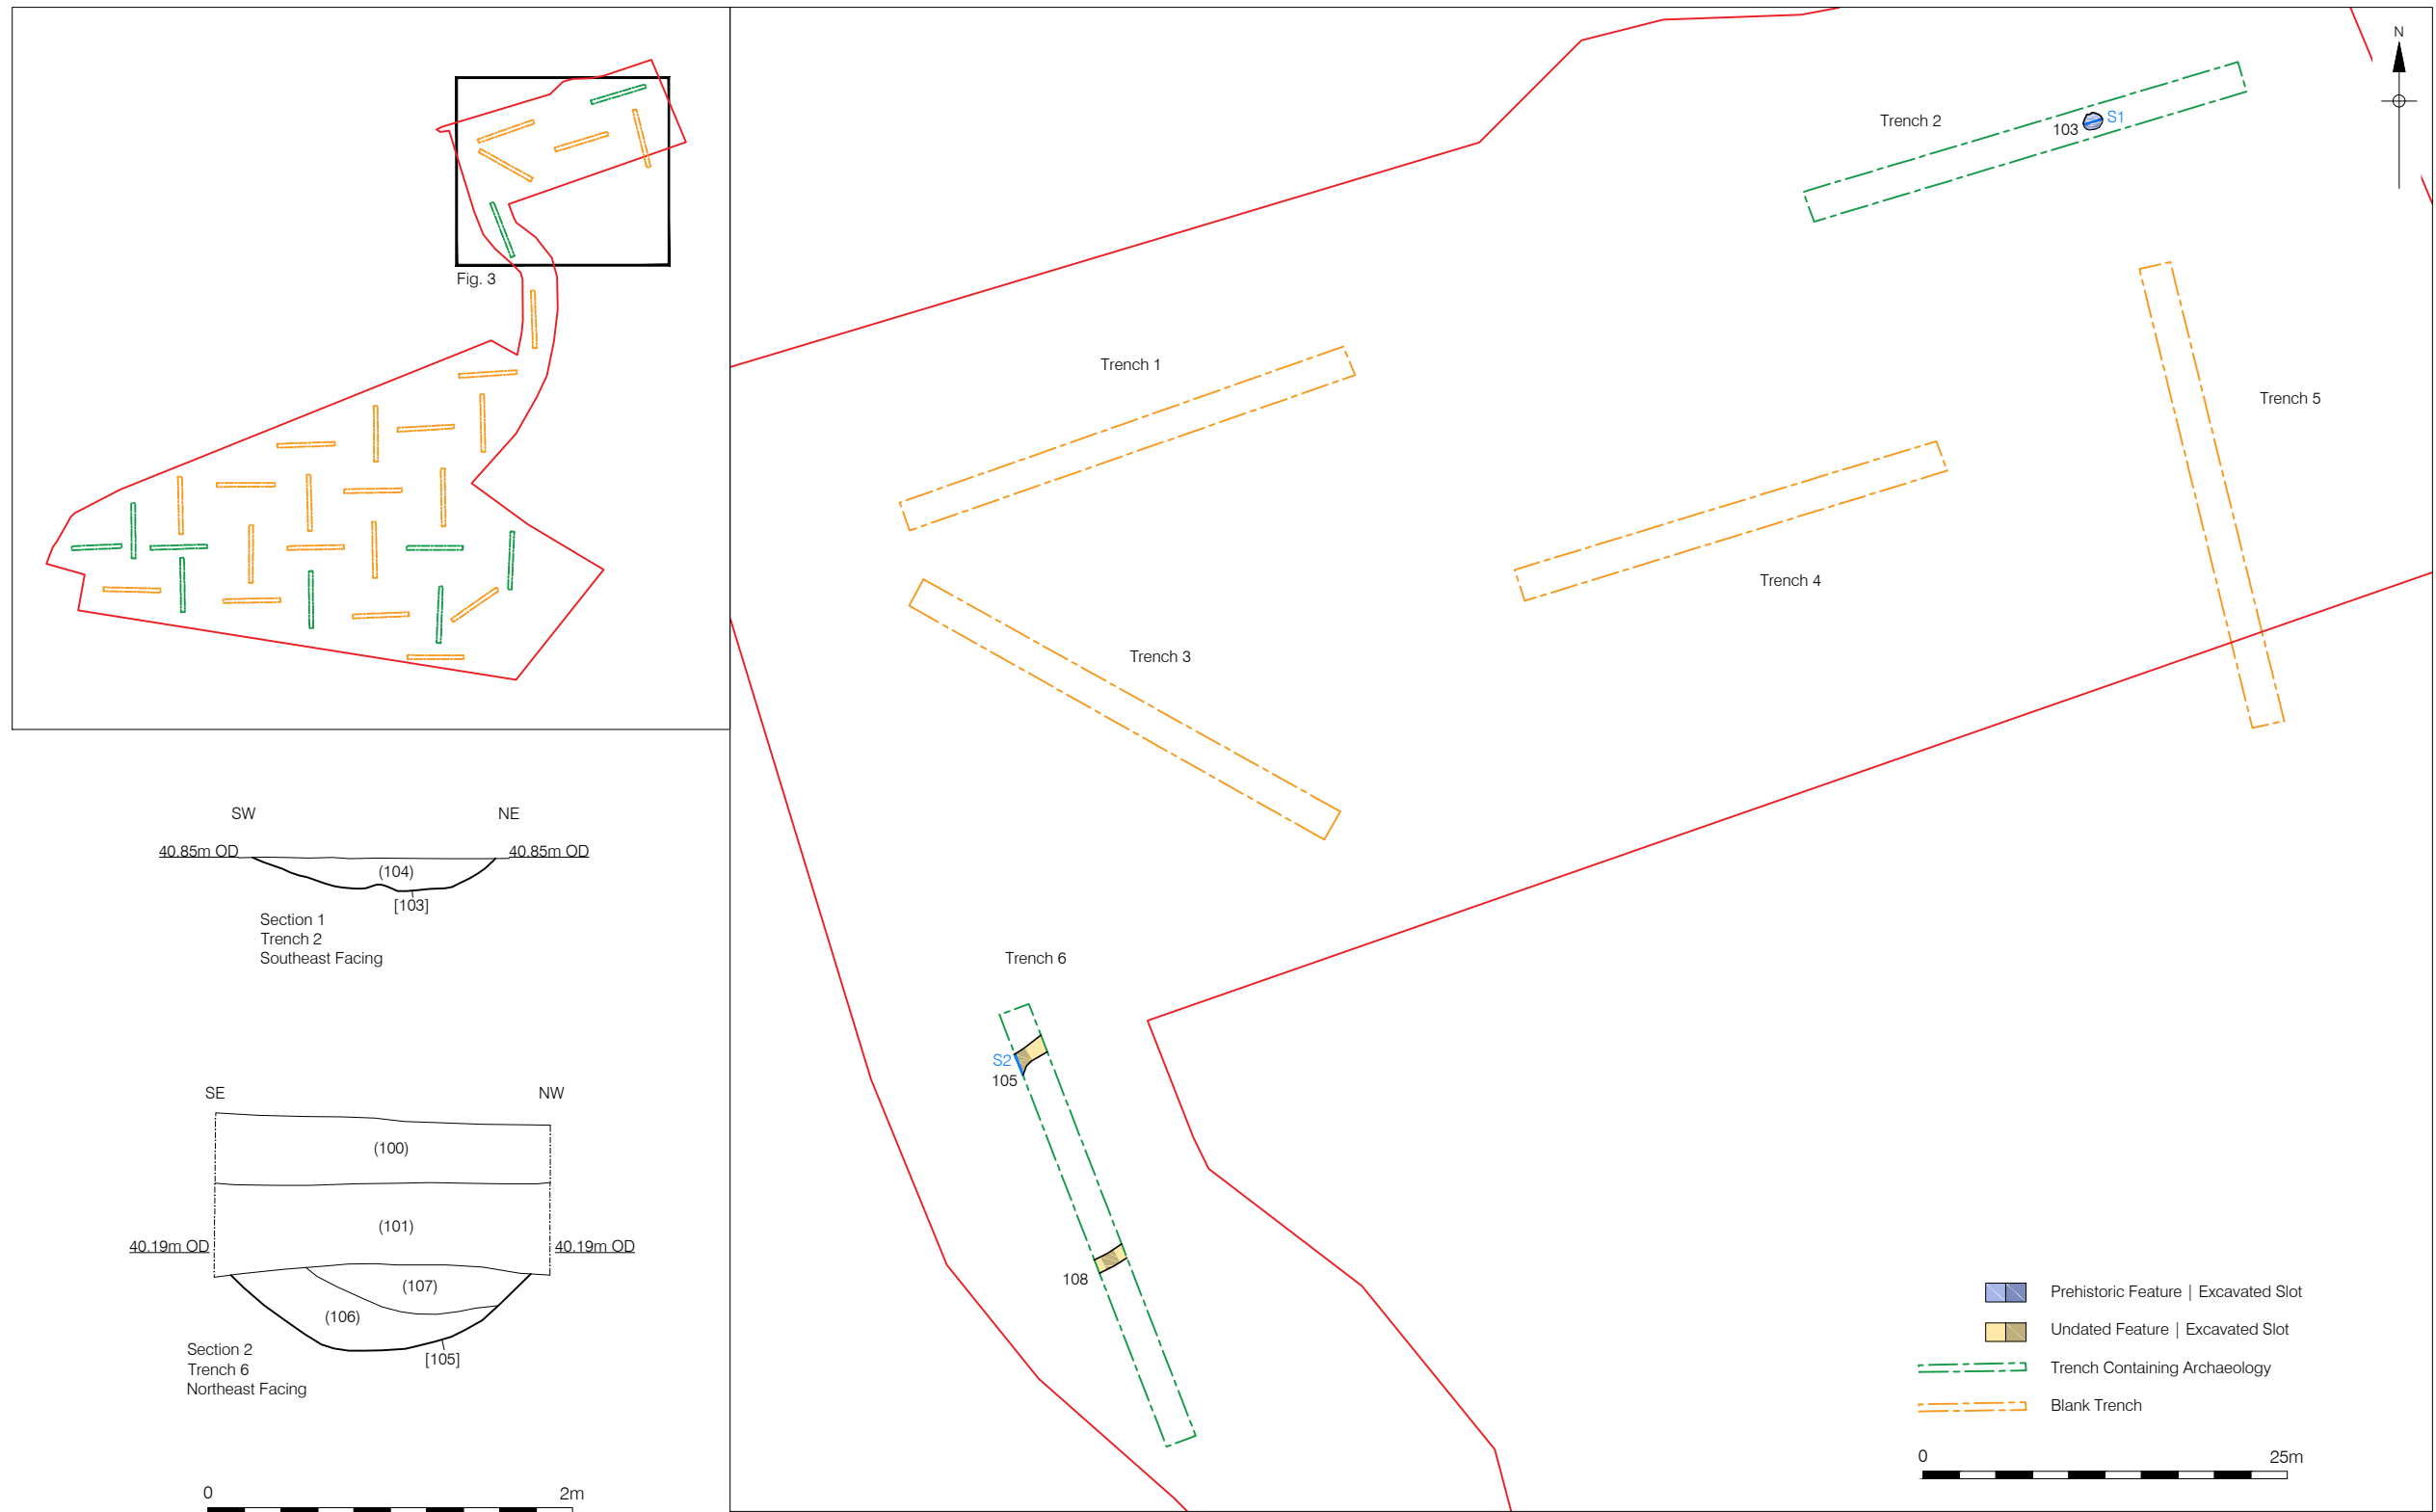 Fig. 3
SW
NE
40.85m OD
40.85m OD
(104)
[103]
Section 1
Trench 2
Southeast Facing
SE
NW
(100)
(101)
40.19m OD
40.19m OD
(107)
(106)
[105]
Section 2
Trench 6
Northeast Facing
0
2m
N
Trench 2
103
S1
Trench 1
Trench 5
Trench 4
Trench 3
Trench 6
S2
105
108
Prehistoric Feature | Excavated Slot
Undated Feature | Excavated Slot
Trench Containing Archaeology
Blank Trench
0
25m